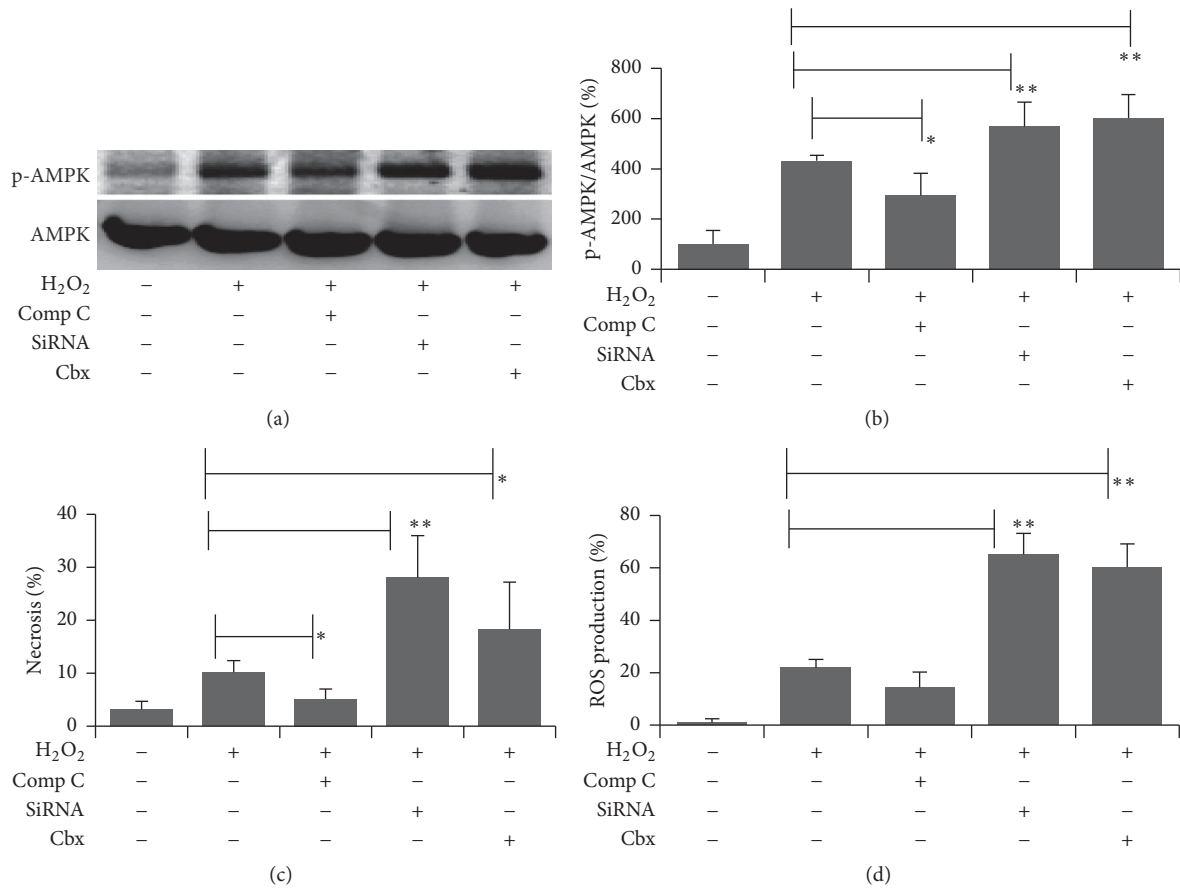 p-AMPK
AMPK
H₂O₂ − + + + +
Comp C − − + − −
SiRNA − − − + −
Cbx − − − − +
(a)
p-AMPK/AMPK (%)
800
600
400
200
0
* ** **
H₂O₂ − + + + +
Comp C − − + − −
SiRNA − − − + −
Cbx − − − − +
(b)
Necrosis (%)
40
30
20
10
0
* ** *
H₂O₂ − + + + +
Comp C − − + − −
SiRNA − − − + −
Cbx − − − − +
(c)
ROS production (%)
80
60
40
20
0
** **
H₂O₂ − + + + +
Comp C − − + − −
SiRNA − − − + −
Cbx − − − − +
(d)